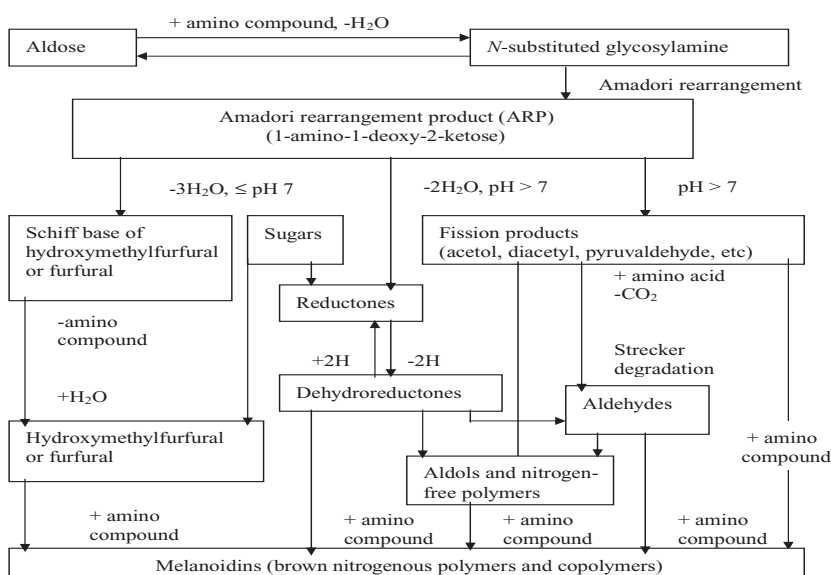 + amino compound, -H₂O
Aldose
N-substituted glycosylamine
Amadori rearrangement
Amadori rearrangement product (ARP)
(1-amino-1-deoxy-2-ketose)
-3H₂O, ≤ pH 7
-2H₂O, pH > 7
pH > 7
Schiff base of
hydroxymethylfurfural
or furfural
Sugars
Fission products
(acetol, diacetyl, pyruvaldehyde, etc)
+ amino acid
-CO₂
Reductones
-amino
compound
+2H
-2H
Strecker
degradation
+H₂O
Dehydroreductones
Aldehydes
Hydroxymethylfurfural
or furfural
+ amino
compound
Aldols and nitrogen-
free polymers
+ amino
compound
+ amino
compound
+ amino
compound
+ amino
compound
Melanoidins (brown nitrogenous polymers and copolymers)